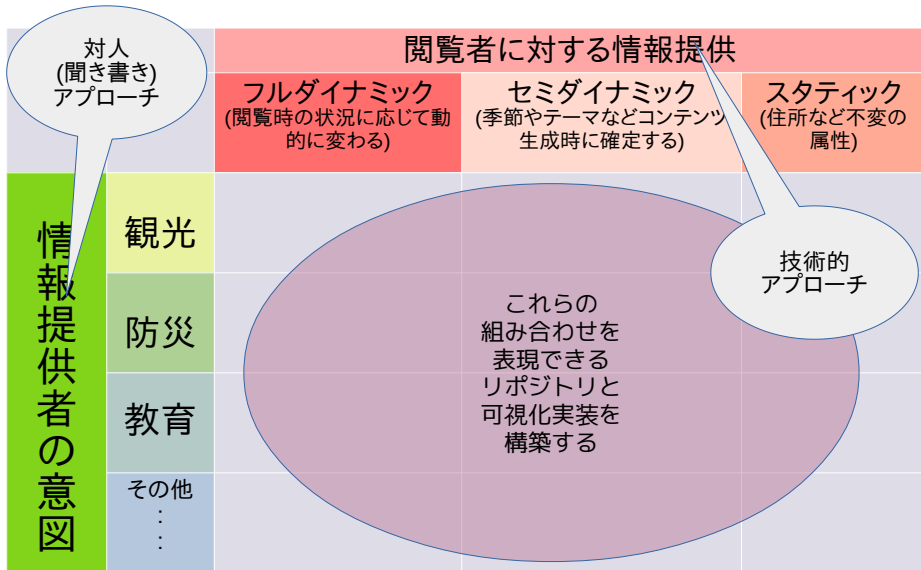 対人
(聞き書き)
アプローチ
閲覧者に対する情報提供
フルダイナミック
(閲覧時の状況に応じて動
的に変わる)
セミダイナミック
(季節やテーマなどコンテンツ
生成時に確定する)
スタティック
(住所など不変の
属性)
情報提供者の意図
観光
防災
教育
その他
:
:
技術的
アプローチ
これらの
組み合わせを
表現できる
リポジトリと
可視化実装を
構築する